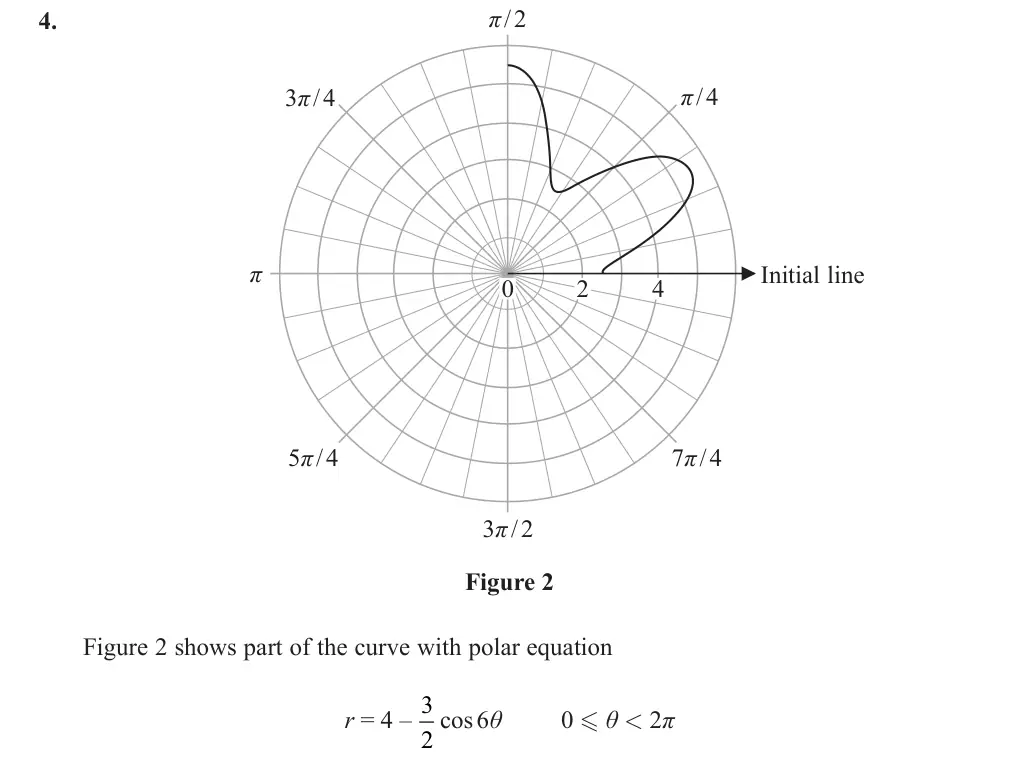 4.
π/2
3π/4
π/4
π
Initial line
0 2 4
5π/4
7π/4
3π/2
Figure 2
Figure 2 shows part of the curve with polar equation
r = 4 − 3/2 cos 6θ 0 ⩽ θ < 2π